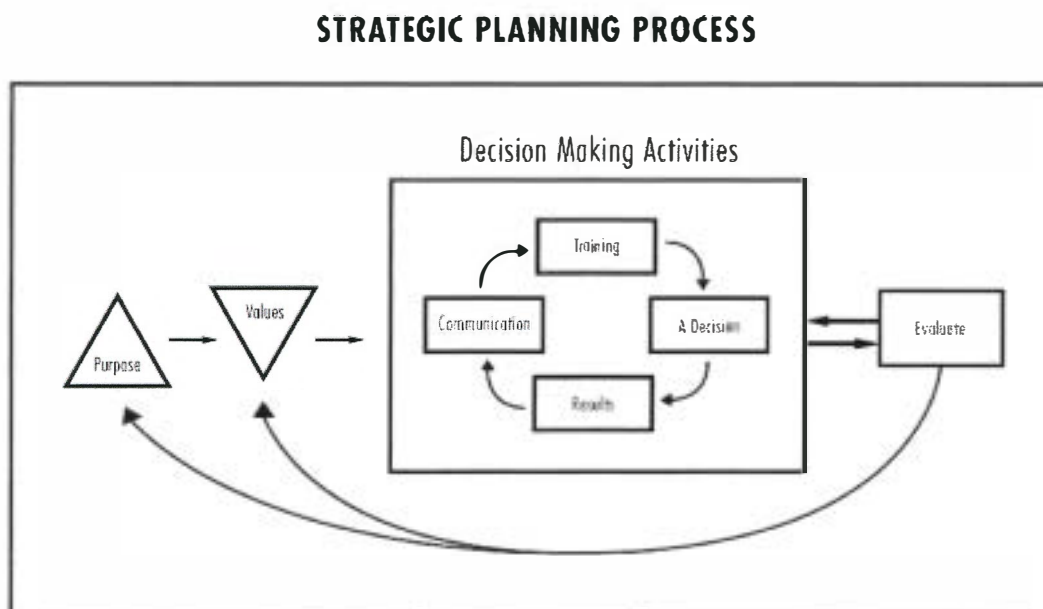 STRATEGIC PLANNING PROCESS
Decision Making Activities
Training
Values
Communication
A Decision
Evaluate
Purpose
Results